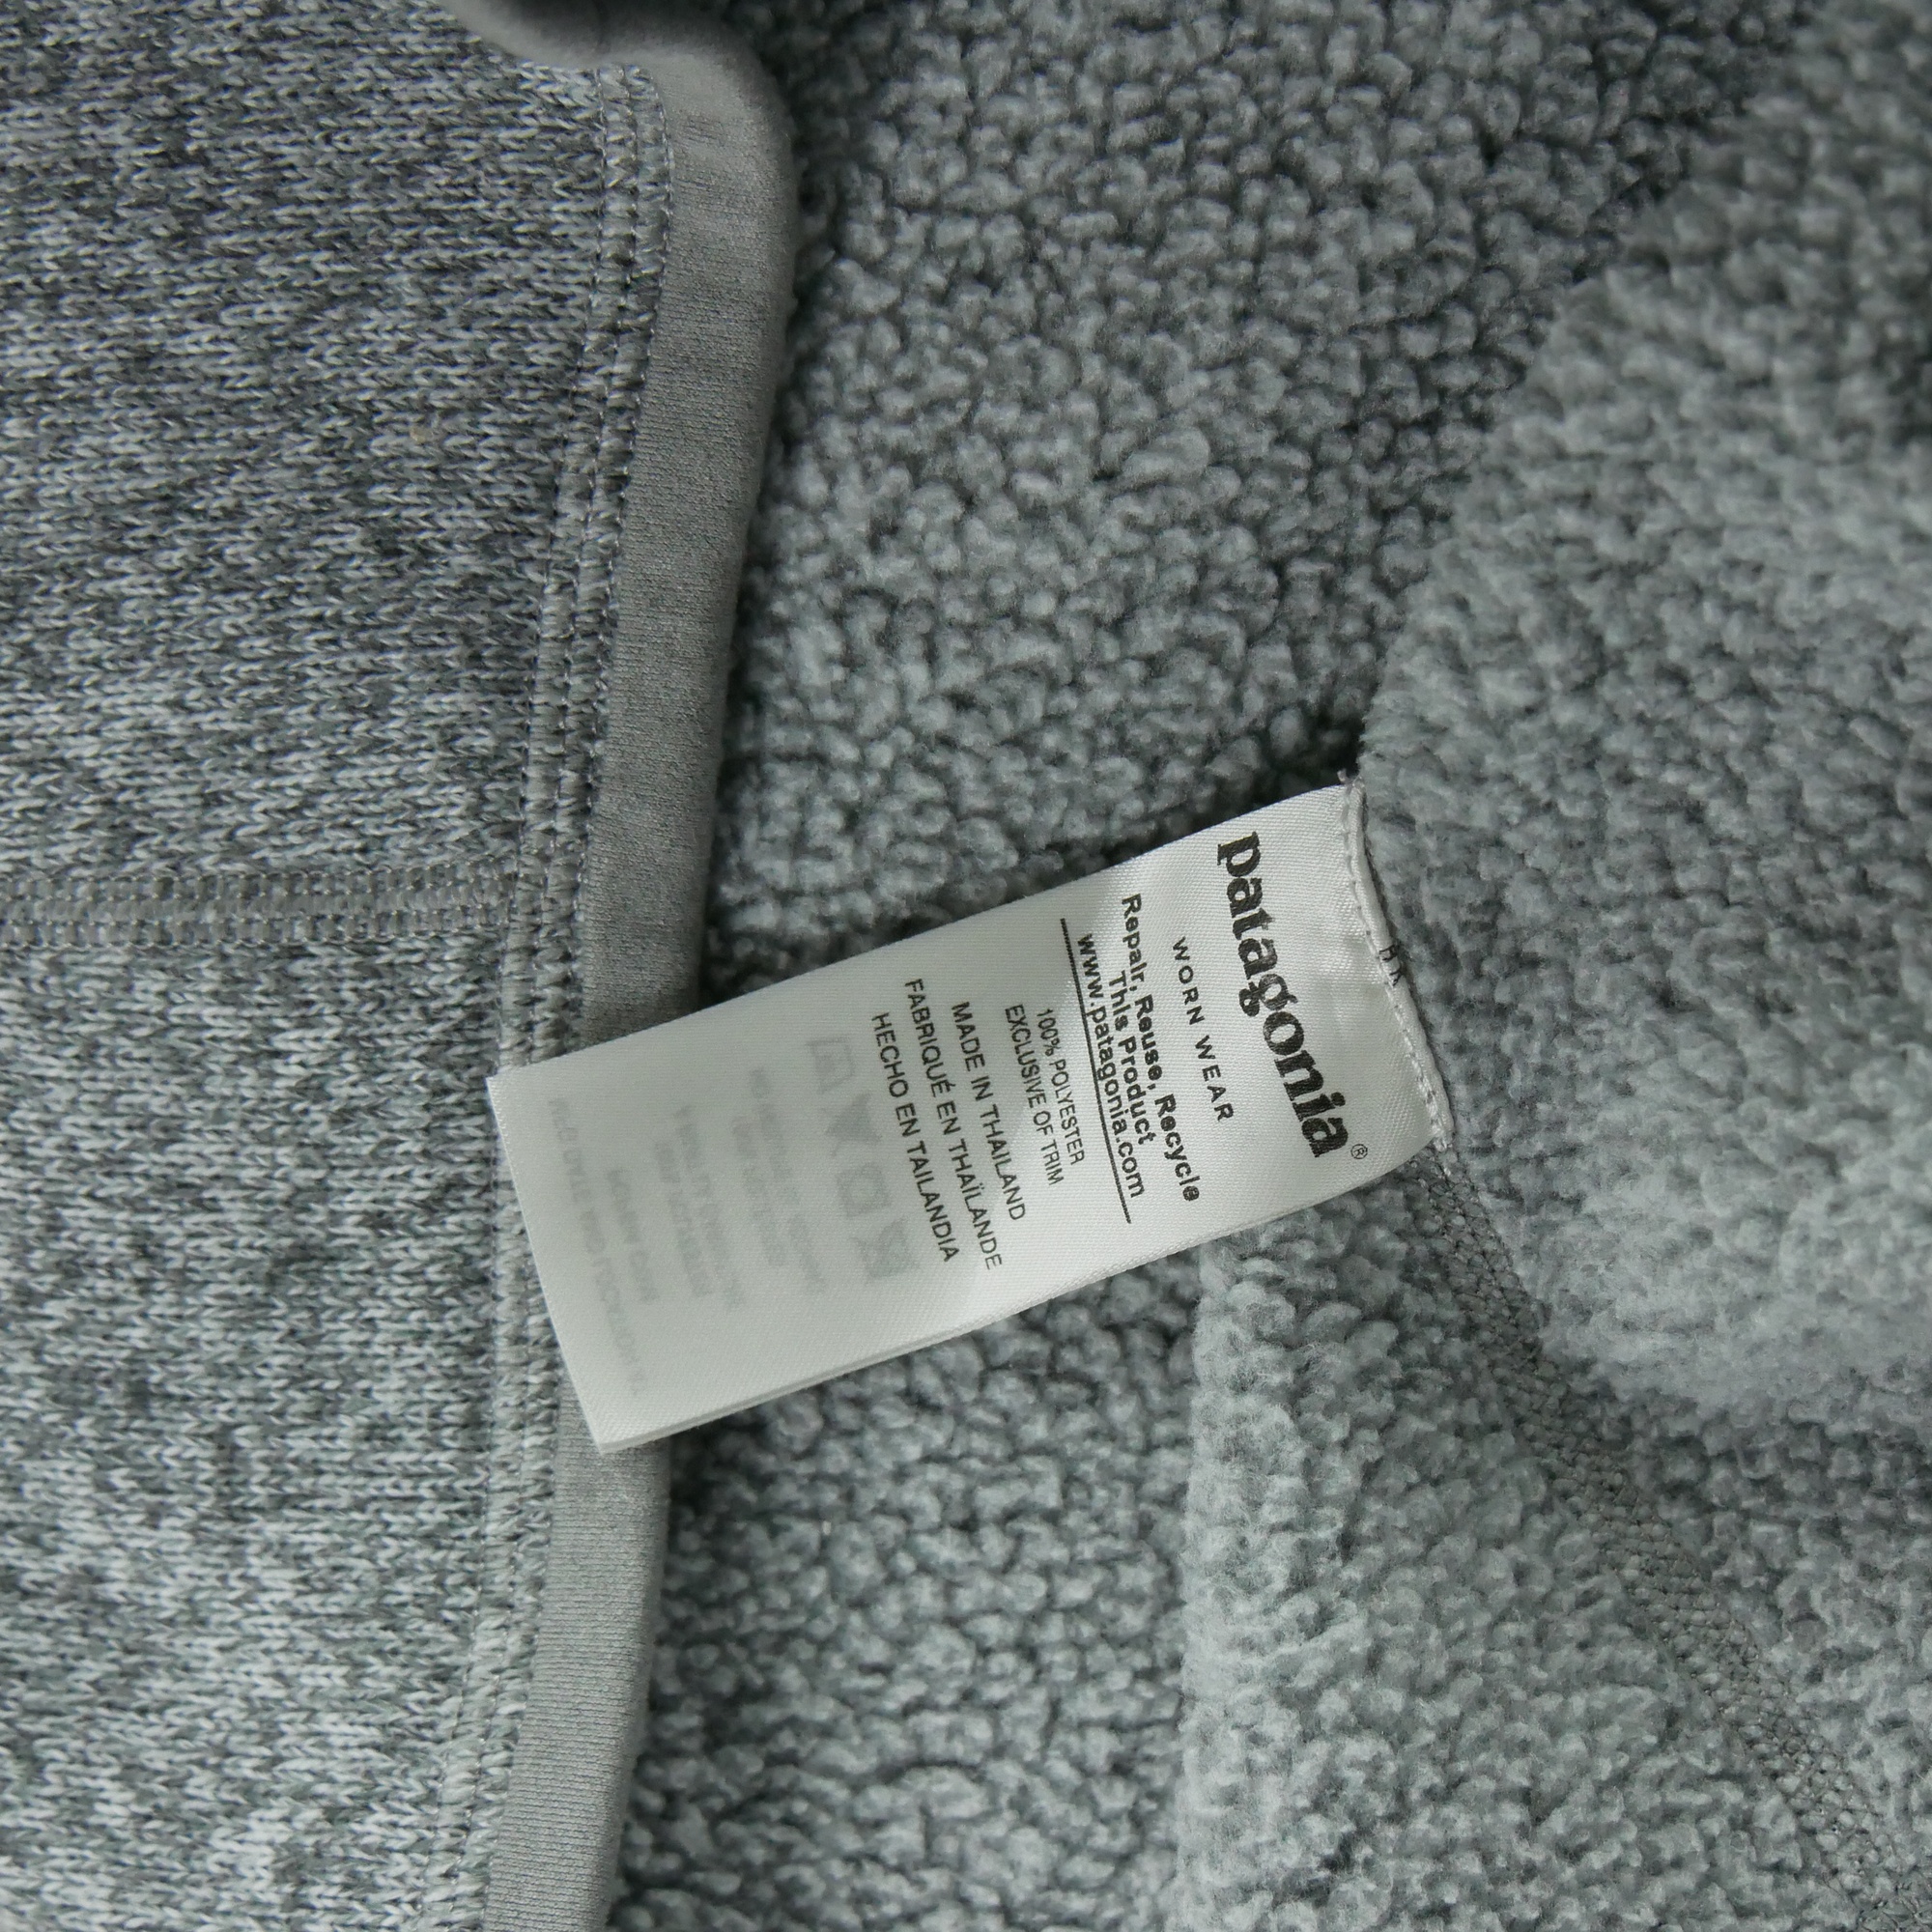 patagonia®
WORN WEAR
Repair, Reuse, Recycle
This Product
www.patagonia.com
100% POLYESTER
EXCLUSIVE OF TRIM
MADE IN THAILAND
FABRIQUÉ EN THAÏLANDE
HECHO EN TAILANDIA